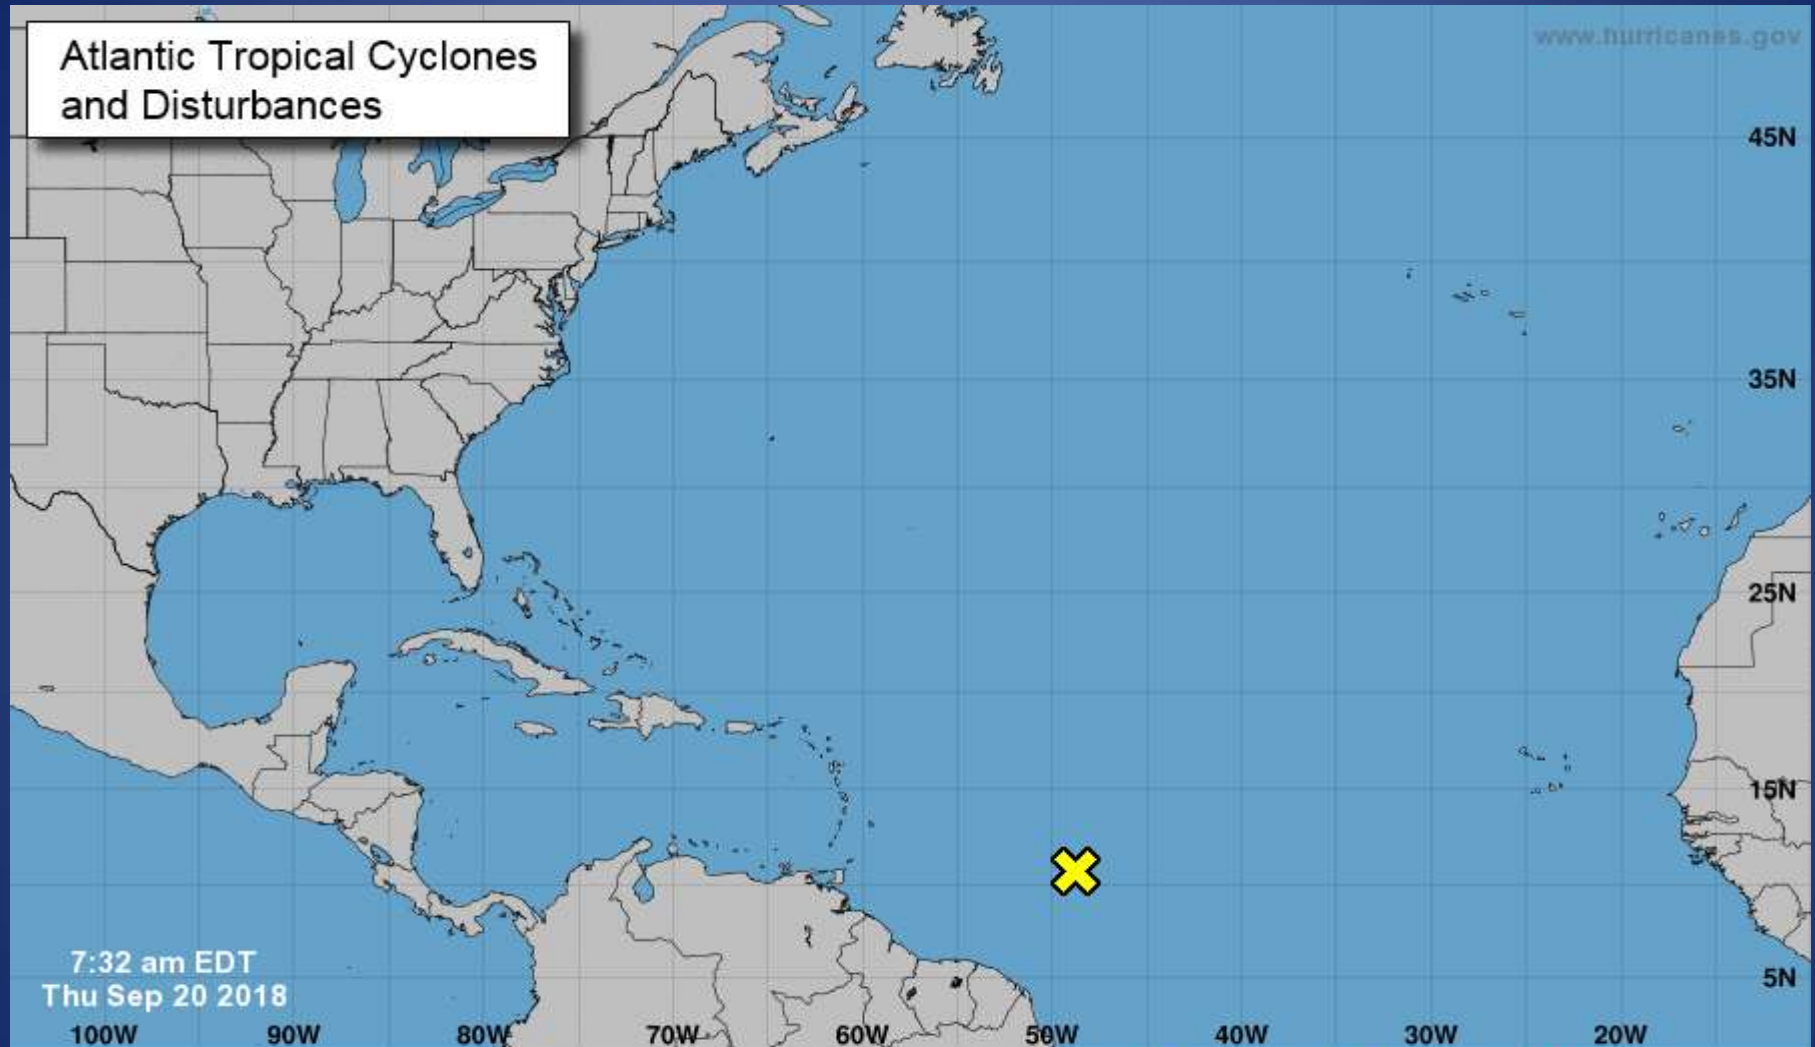 Atlantic Tropical Cyclones
and Disturbances
www.hurricanes.gov
45N
35N
25N
15N
5N
7:32 am EDT
Thu Sep 20 2018
100W 90W 80W 70W 60W 50W 40W 30W 20W